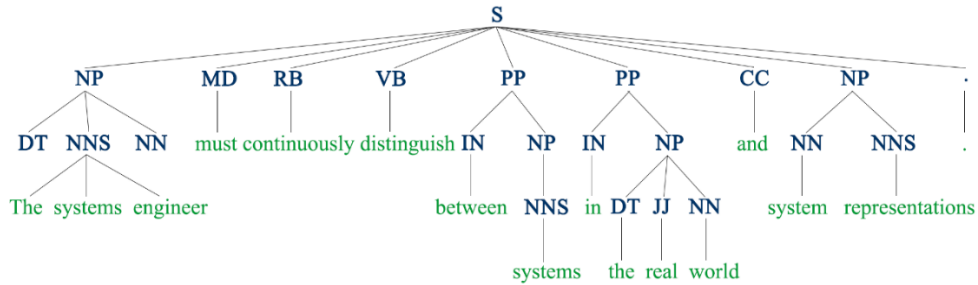 S
NP MD RB VB PP PP CC NP .
DT NNS NN must continuously distinguish IN NP IN NP and NN NNS .
The systems engineer between NNS in DT JJ NN system representations
systems the real world